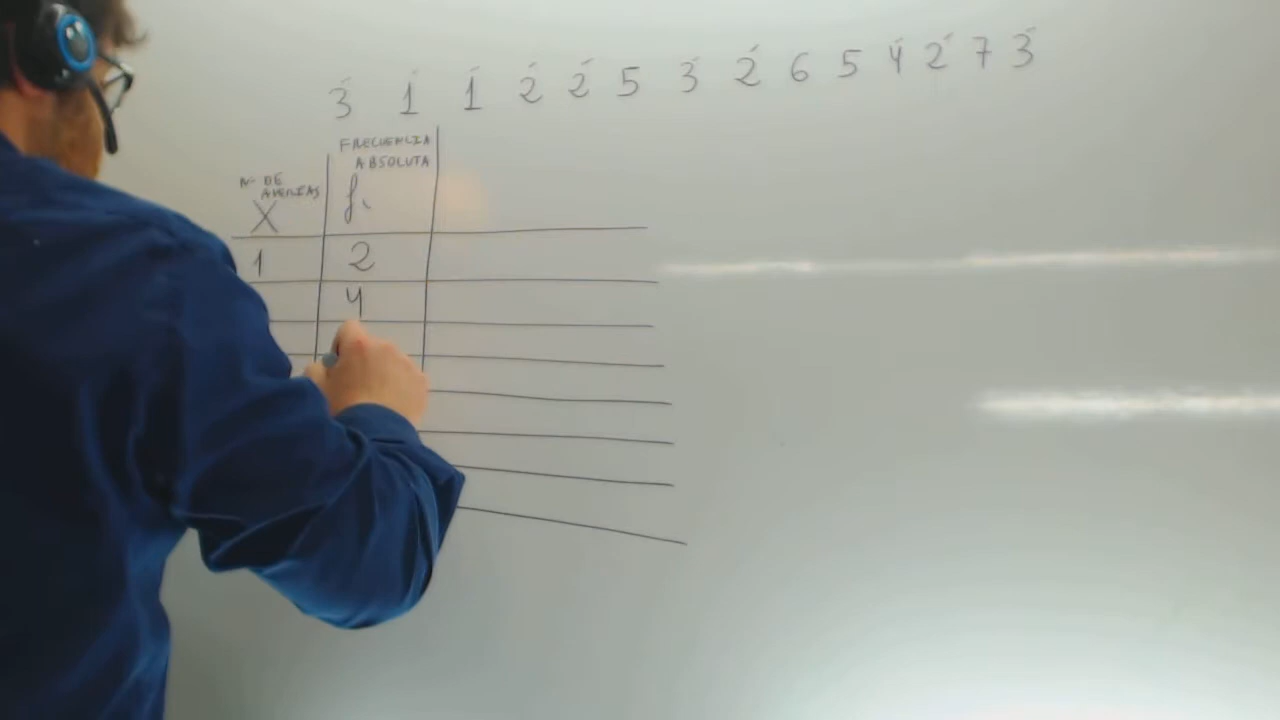 3 1 1 2 2 5 3 2 6 5 4 2 7 3
FRECUENCIA
ABSOLUTA
Nº DE
AVERIAS
X fi
1 2
4